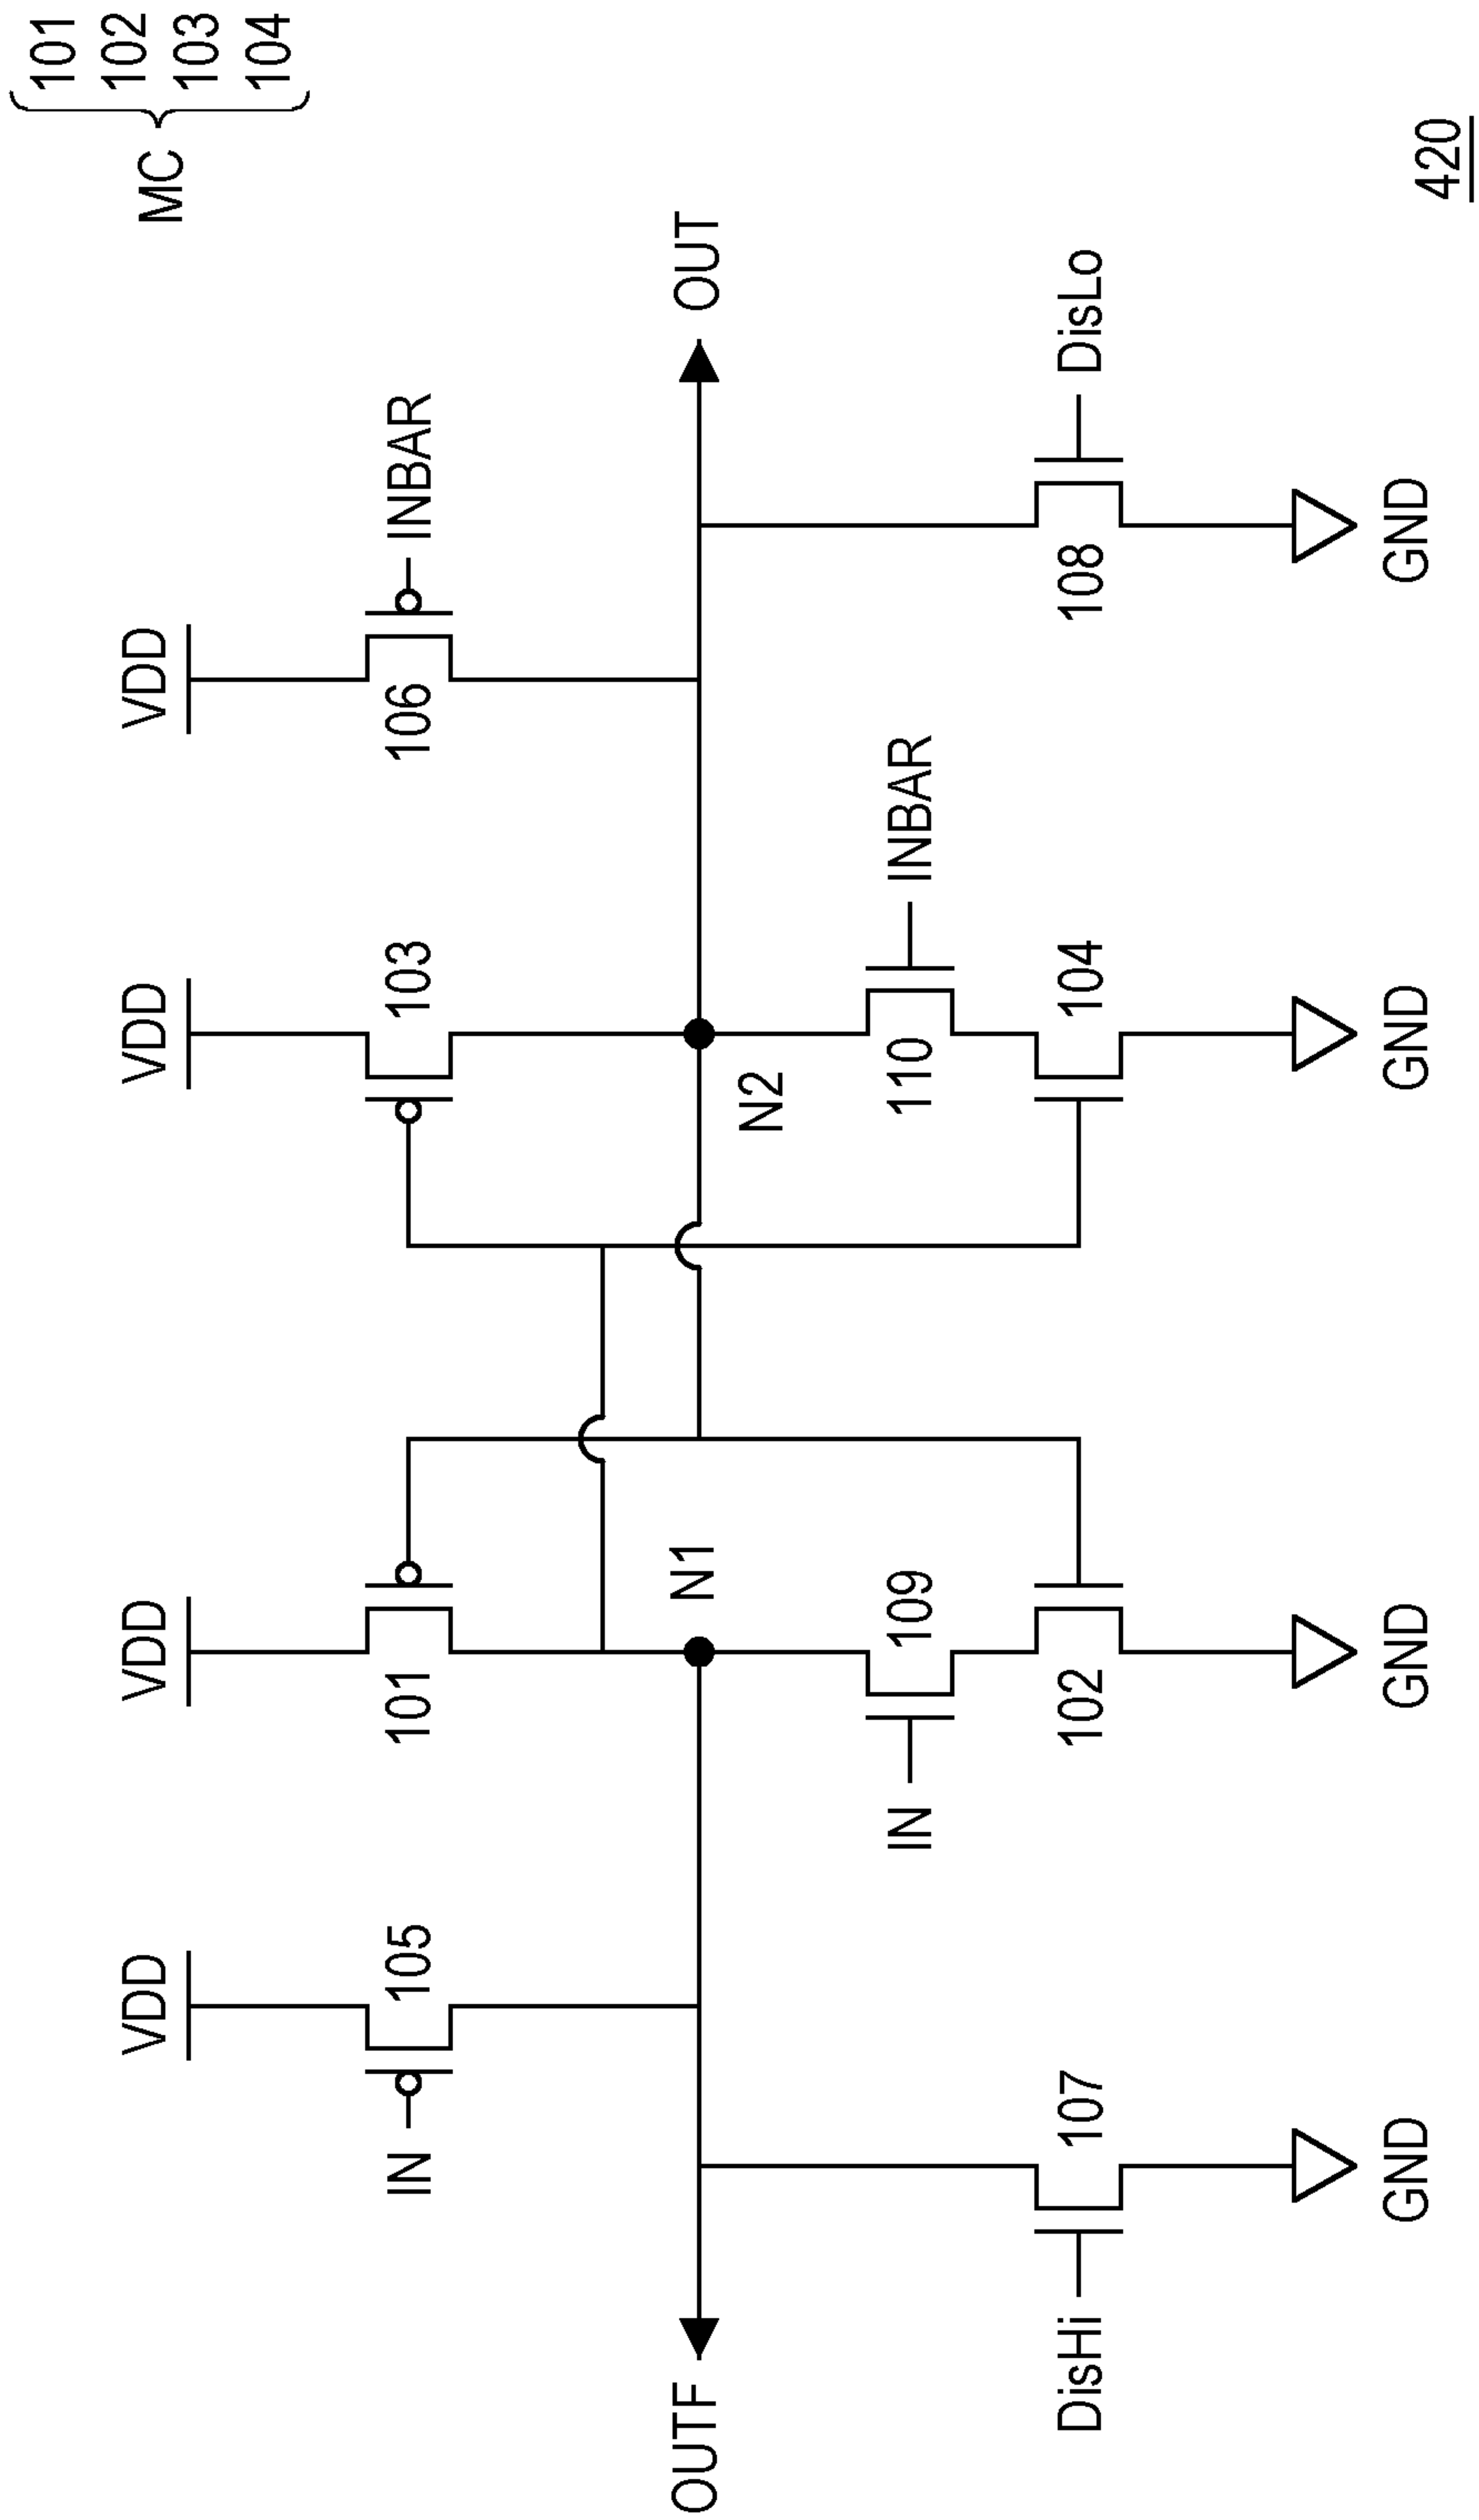 MC
101
102
103
104
VDD
VDD
VDD
VDD
IN
105
101
103
106
INBAR
OUTF
N1
N2
OUT
IN
109
110
INBAR
DisHi
107
102
104
108
DisLo
GND
GND
GND
GND
420